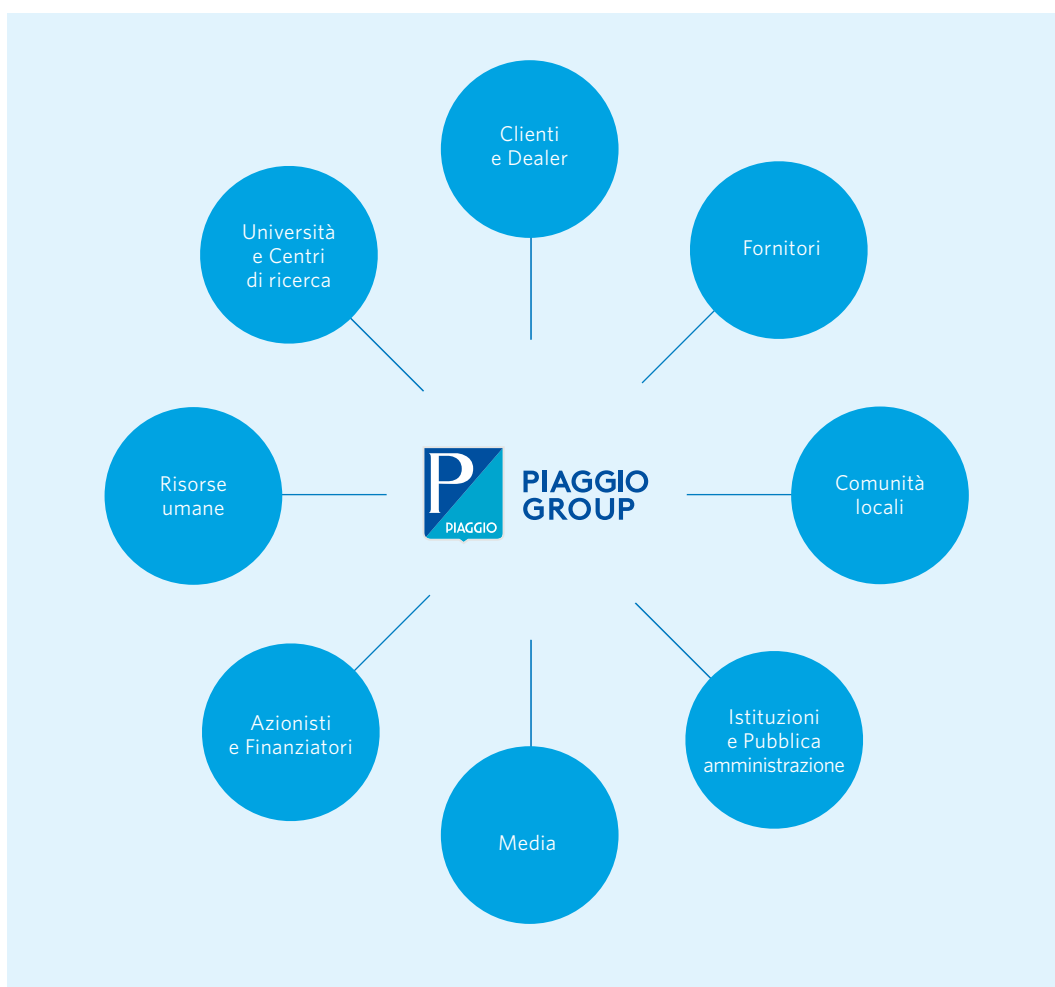 Clienti
e Dealer
Università
e Centri
di ricerca
Fornitori
Risorse
umane
P
PIAGGIO
PIAGGIO
GROUP
Comunità
locali
Azionisti
e Finanziatori
Istituzioni
e Pubblica
amministrazione
Media